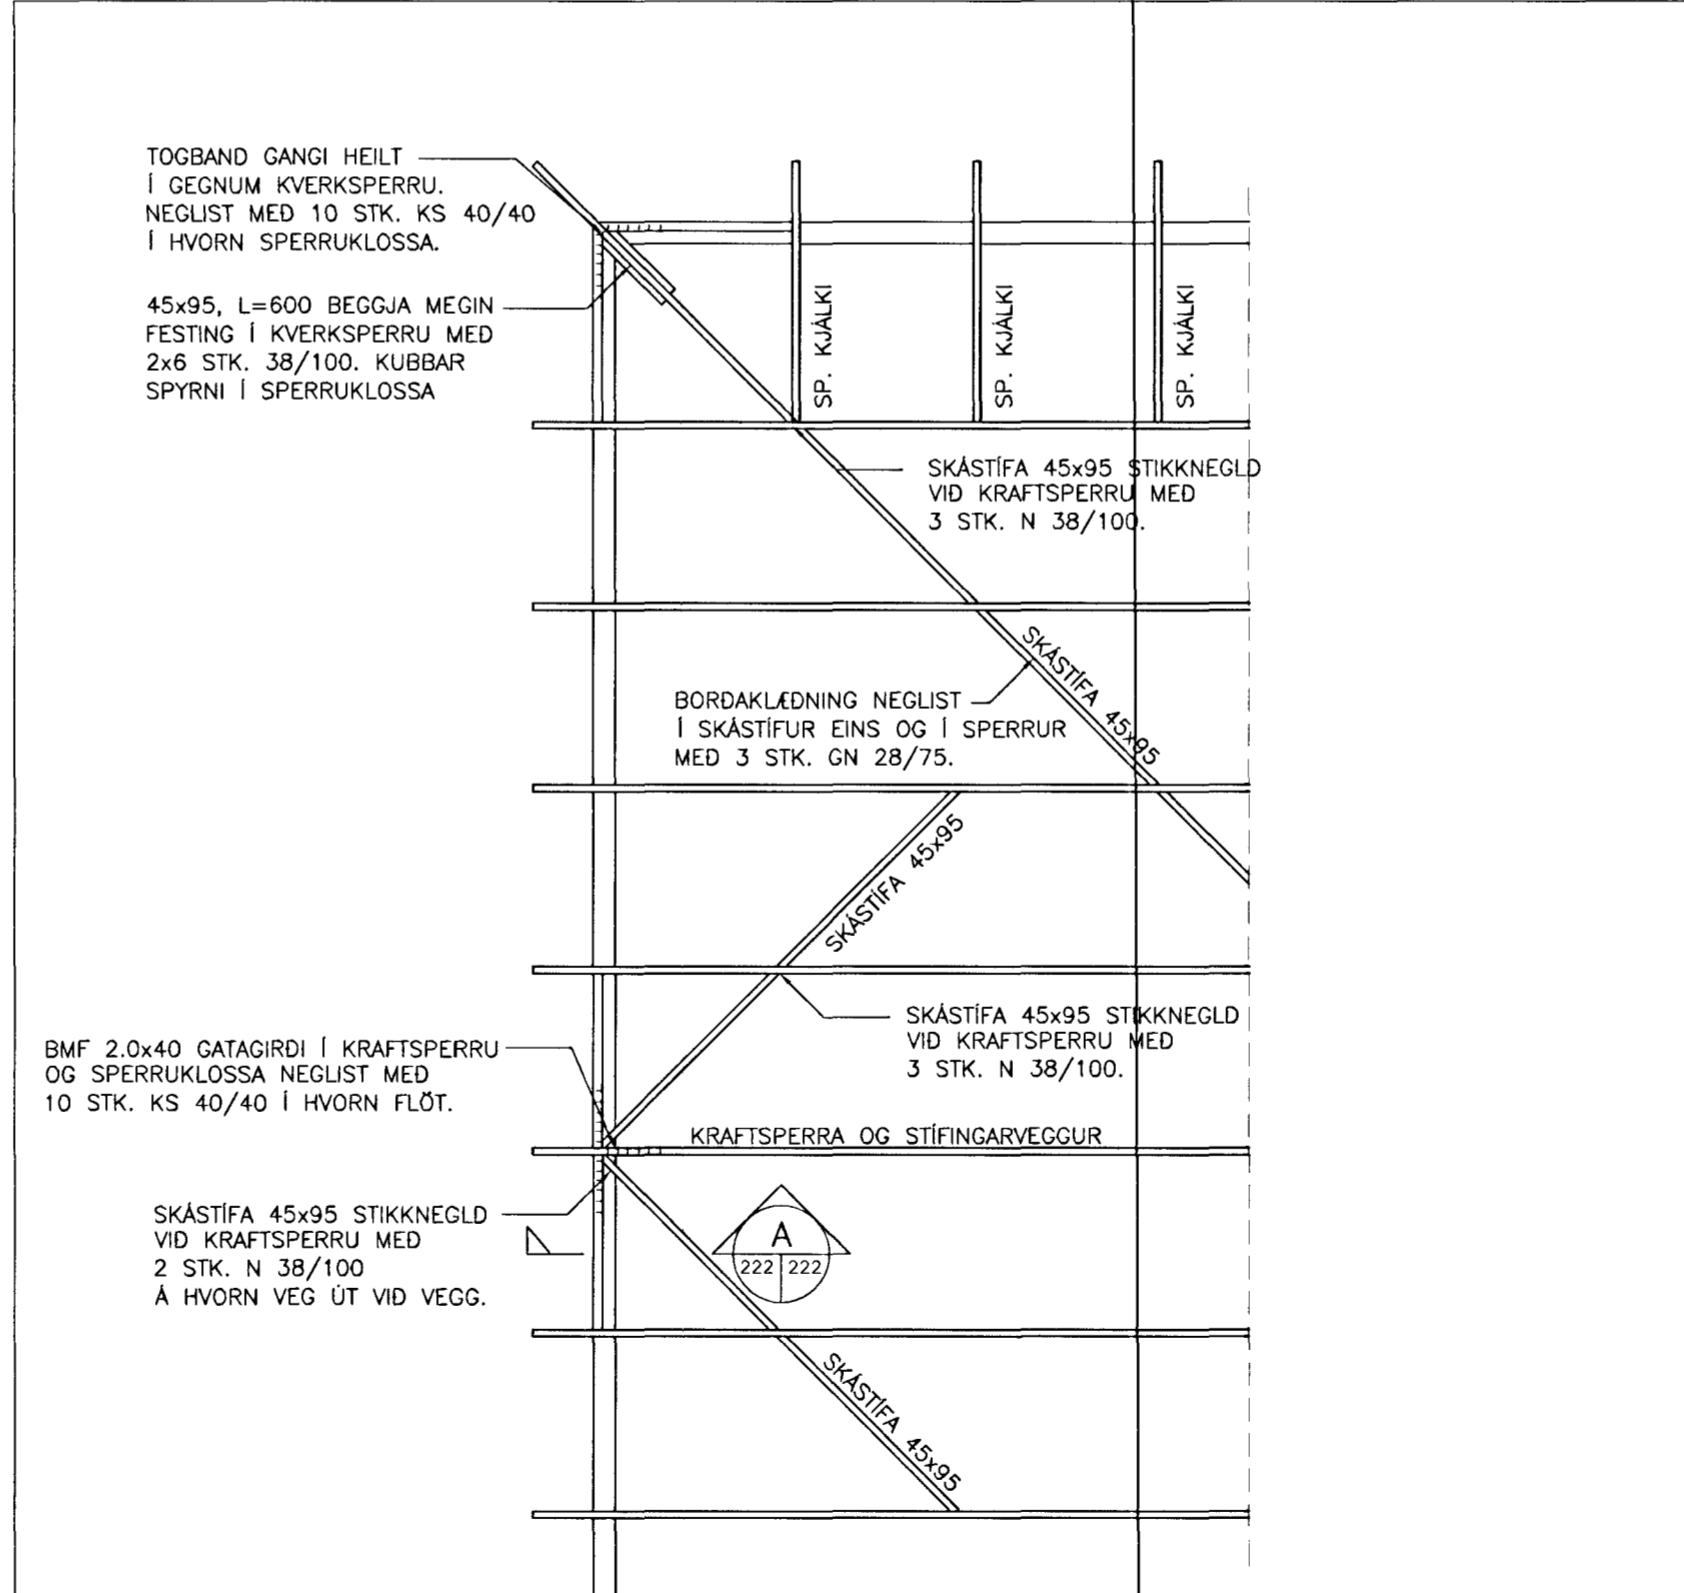 TOGBAND GANGI HEILT
Í GEGNUM KVERKSPERRU.
NEGLIST MEÐ 10 STK. KS 40/40
Í HVORN SPERRUKLOSSA.
45x95, L=600 BEGGJA MEGIN
FESTING Í KVERKSPERRU MEÐ
2x6 STK. 38/100. KUBBAR
SPYRNI Í SPERRUKLOSSA
SP. KJÁLKI
SP. KJÁLKI
SP. KJÁLKI
SKÁSTÍFA 45x95 STIKKNEGLD
VIÐ KRAFTSPERRU MEÐ
3 STK. N 38/100.
SKÁSTÍFA 45x95
BORÐAKLÆÐNING NEGLIST
Í SKÁSTÍFUR EINS OG Í SPERRUR
MEÐ 3 STK. GN 28/75.
SKÁSTÍFA 45x95
SKÁSTÍFA 45x95 STIKKNEGLD
VIÐ KRAFTSPERRU MEÐ
3 STK. N 38/100.
BMF 2.0x40 GATAGIRÐI Í KRAFTSPERRU
OG SPERRUKLOSSA NEGLIST MEÐ
10 STK. KS 40/40 Í HVORN FLÖT.
KRAFTSPERRA OG STÍFINGARVEGGUR
SKÁSTÍFA 45x95 STIKKNEGLD
VIÐ KRAFTSPERRU MEÐ
2 STK. N 38/100
Á HVORN VEG ÚT VIÐ VEGG.
A
222 222
SKÁSTÍFA 45x95